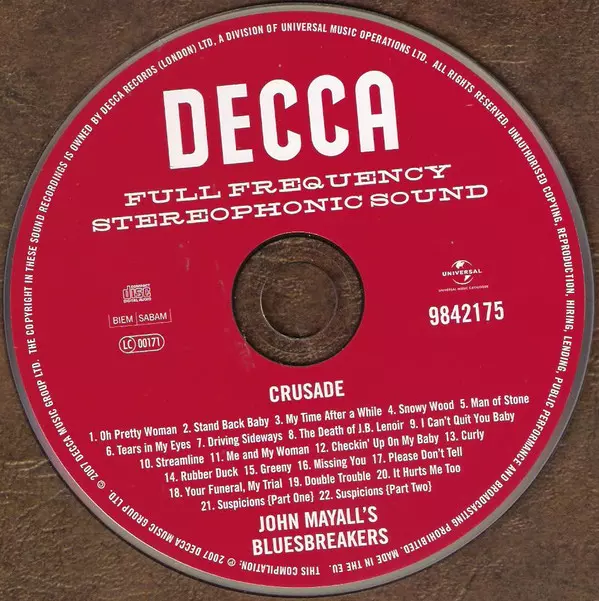 DECCA
FULL FREQUENCY
STEREOPHONIC SOUND
COMPACT
disc
DIGITAL AUDIO
BIEM SABAM
LC 00171
UNIVERSAL
UNIVERSAL MUSIC CATALOGUE
9842175
CRUSADE
1. Oh Pretty Woman 2. Stand Back Baby 3. My Time After a While 4. Snowy Wood 5. Man of Stone
6. Tears in My Eyes 7. Driving Sideways 8. The Death of J.B. Lenoir 9. I Can't Quit You Baby
10. Streamline 11. Me and My Woman 12. Checkin' Up On My Baby 13. Curly
14. Rubber Duck 15. Greeny 16. Missing You 17. Please Don't Tell
18. Your Funeral, My Trial 19. Double Trouble 20. It Hurts Me Too
21. Suspicions {Part One} 22. Suspicions {Part Two}
JOHN MAYALL'S
BLUESBREAKERS
THE COPYRIGHT IN THESE SOUND RECORDINGS IS OWNED BY DECCA RECORDS (LONDON) LTD, A DIVISION OF UNIVERSAL MUSIC OPERATIONS LTD. ALL RIGHTS RESERVED. UNAUTHORISED COPYING, REPRODUCTION, HIRING, LENDING, PUBLIC PERFORMANCE AND BROADCASTING PROHIBITED. MADE IN THE E.U. THIS COMPILATION: ℗ 2007 DECCA MUSIC GROUP LTD. © 2007 DECCA MUSIC GROUP LTD.